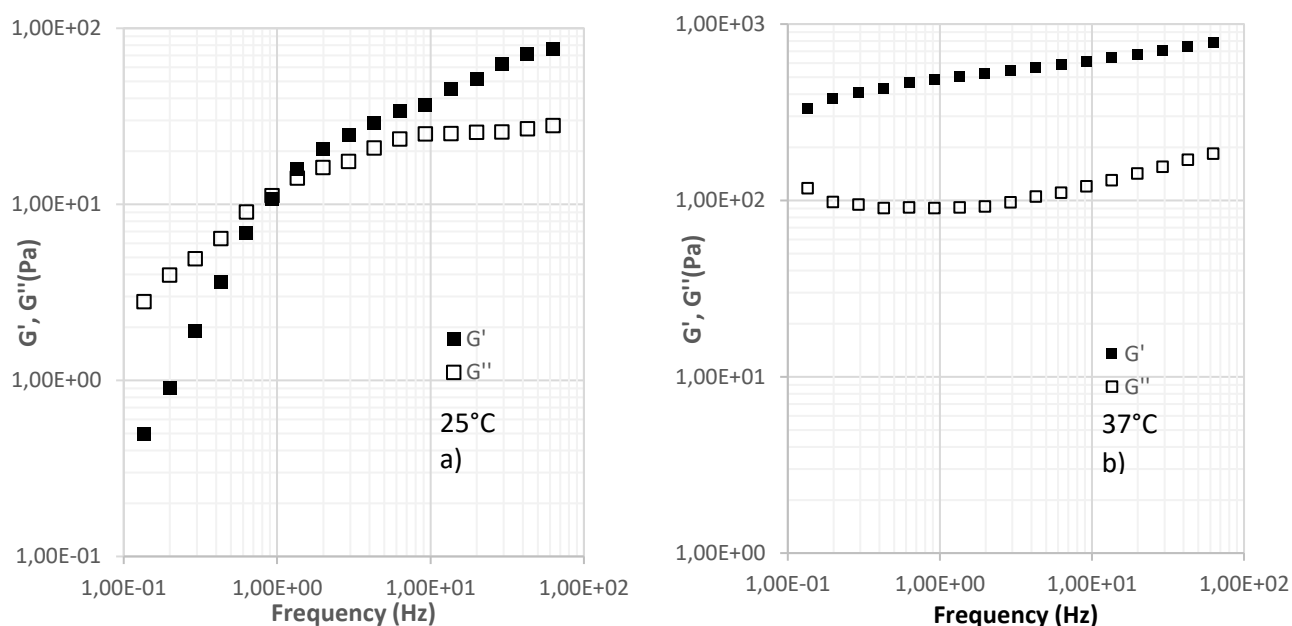 1,00E+02
1,00E+01
1,00E+00
1,00E-01
G', G''(Pa)
G'
G''
25°C
a)
1,00E-01 1,00E+00 1,00E+01 1,00E+02
Frequency (Hz)
1,00E+03
1,00E+02
1,00E+01
1,00E+00
G', G''(Pa)
G'
G''
37°C
b)
1,00E-01 1,00E+00 1,00E+01 1,00E+02
Frequency (Hz)